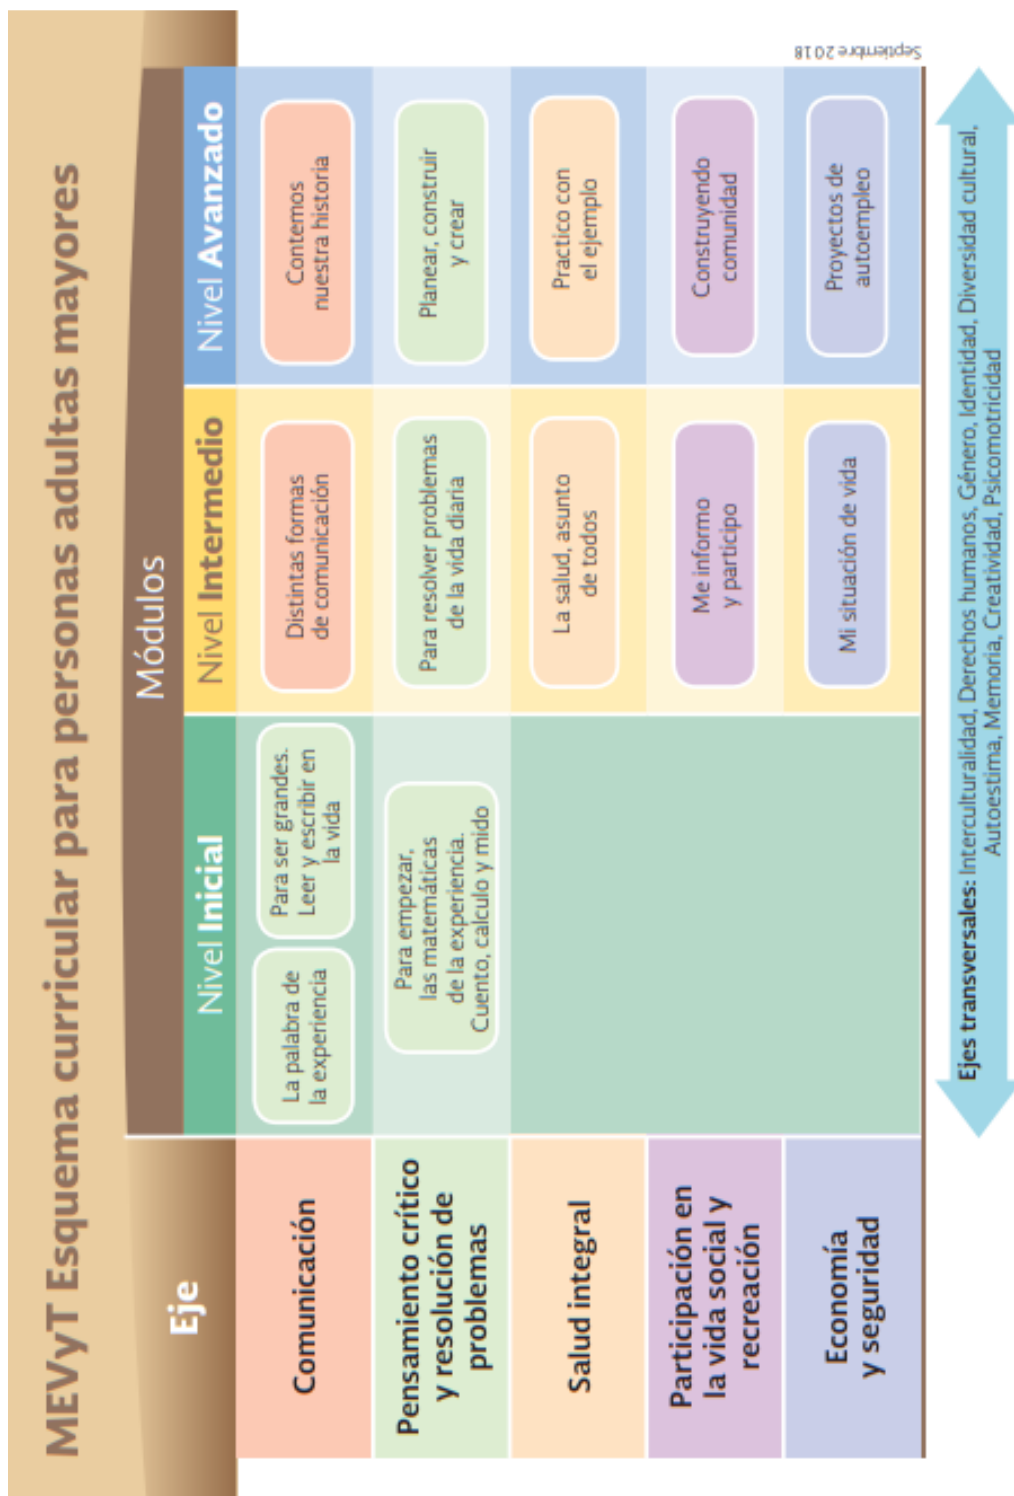 MEVyT Esquema curricular para personas adultas mayores
Eje
Módulos
Nivel Inicial
Nivel Intermedio
Nivel Avanzado
Comunicación
La palabra de
la experiencia
Para ser grandes.
Leer y escribir en
la vida
Distintas formas
de comunicación
Contemos
nuestra historia
Pensamiento crítico
y resolución de
problemas
Para empezar,
las matemáticas
de la experiencia.
Cuento, calculo y mido
Para resolver problemas
de la vida diaria
Planear, construir
y crear
Salud integral
La salud, asunto
de todos
Practico con
el ejemplo
Participación en
la vida social y
recreación
Me informo
y participo
Construyendo
comunidad
Economía
y seguridad
Mi situación de vida
Proyectos de
autoempleo
Septiembre 2018
Ejes transversales: Interculturalidad, Derechos humanos, Género, Identidad, Diversidad cultural,
Autoestima, Memoria, Creatividad, Psicomotricidad